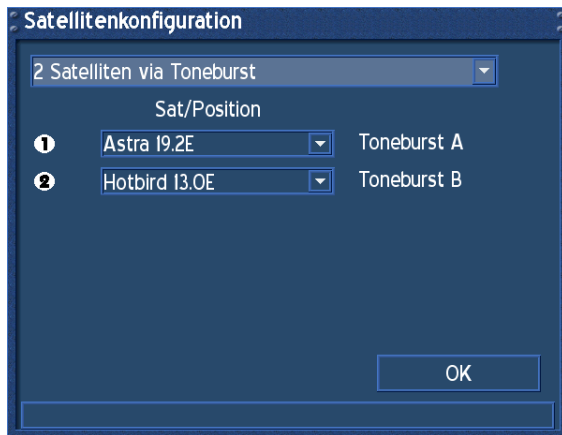 Satellitenkonfiguration
2 Satelliten via Toneburst
Sat/Position
1 Astra 19.2E Toneburst A
2 Hotbird 13.0E Toneburst B
OK